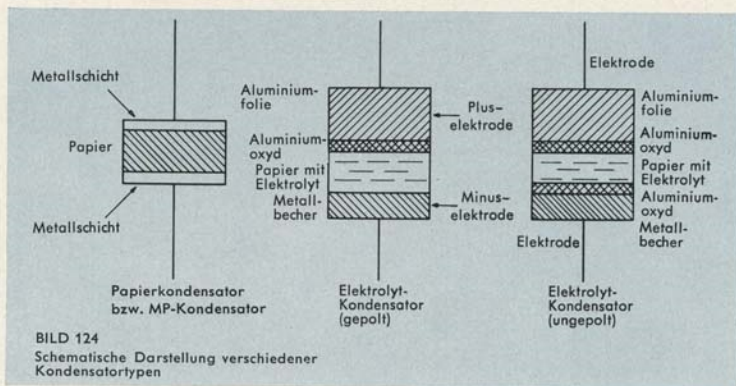 Metallschicht
Papier
Metallschicht
Papierkondensator
bzw. MP-Kondensator
Aluminium-
folie
Aluminium-
oxyd
Papier mit
Elektrolyt
Metall-
becher
Plus-
elektrode
Minus-
elektrode
Elektrolyt-
Kondensator
(gepolt)
Elektrode
Aluminium-
folie
Aluminium-
oxyd
Papier mit
Elektrolyt
Aluminium-
oxyd
Metall-
becher
Elektrode
Elektrolyt-
Kondensator
(ungepolt)
BILD 124
Schematische Darstellung verschiedener
Kondensatortypen